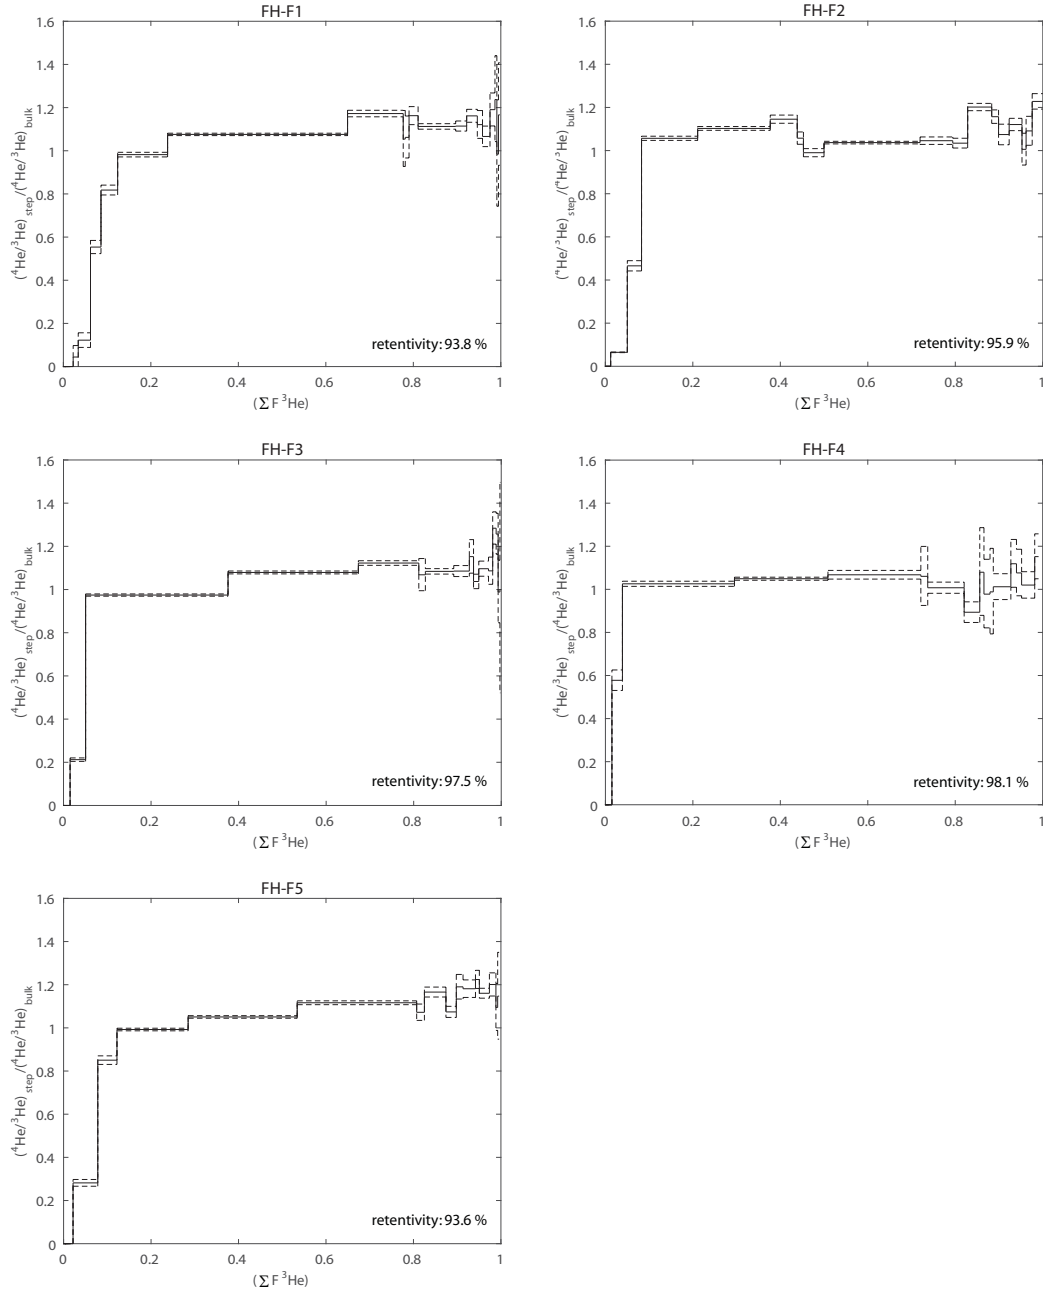 FH-F1
1.6
1.4
1.2
1
0.8
0.6
0.4
0.2
0
(⁴He/³He)step/(⁴He/³He)bulk
retentivity: 93.8 %
0 0.2 0.4 0.6 0.8 1
(∑F ³He)
FH-F2
1.6
1.4
1.2
1
0.8
0.6
0.4
0.2
0
(⁴He/³He)step/(⁴He/³He)bulk
retentivity: 95.9 %
0 0.2 0.4 0.6 0.8 1
(∑F ³He)
FH-F3
1.6
1.4
1.2
1
0.8
0.6
0.4
0.2
0
(⁴He/³He)step/(⁴He/³He)bulk
retentivity: 97.5 %
0 0.2 0.4 0.6 0.8 1
(∑F ³He)
FH-F4
1.6
1.4
1.2
1
0.8
0.6
0.4
0.2
0
(⁴He/³He)step/(⁴He/³He)bulk
retentivity: 98.1 %
0 0.2 0.4 0.6 0.8 1
(∑F ³He)
FH-F5
1.6
1.4
1.2
1
0.8
0.6
0.4
0.2
0
(⁴He/³He)step/(⁴He/³He)bulk
retentivity: 93.6 %
0 0.2 0.4 0.6 0.8 1
(∑F ³He)